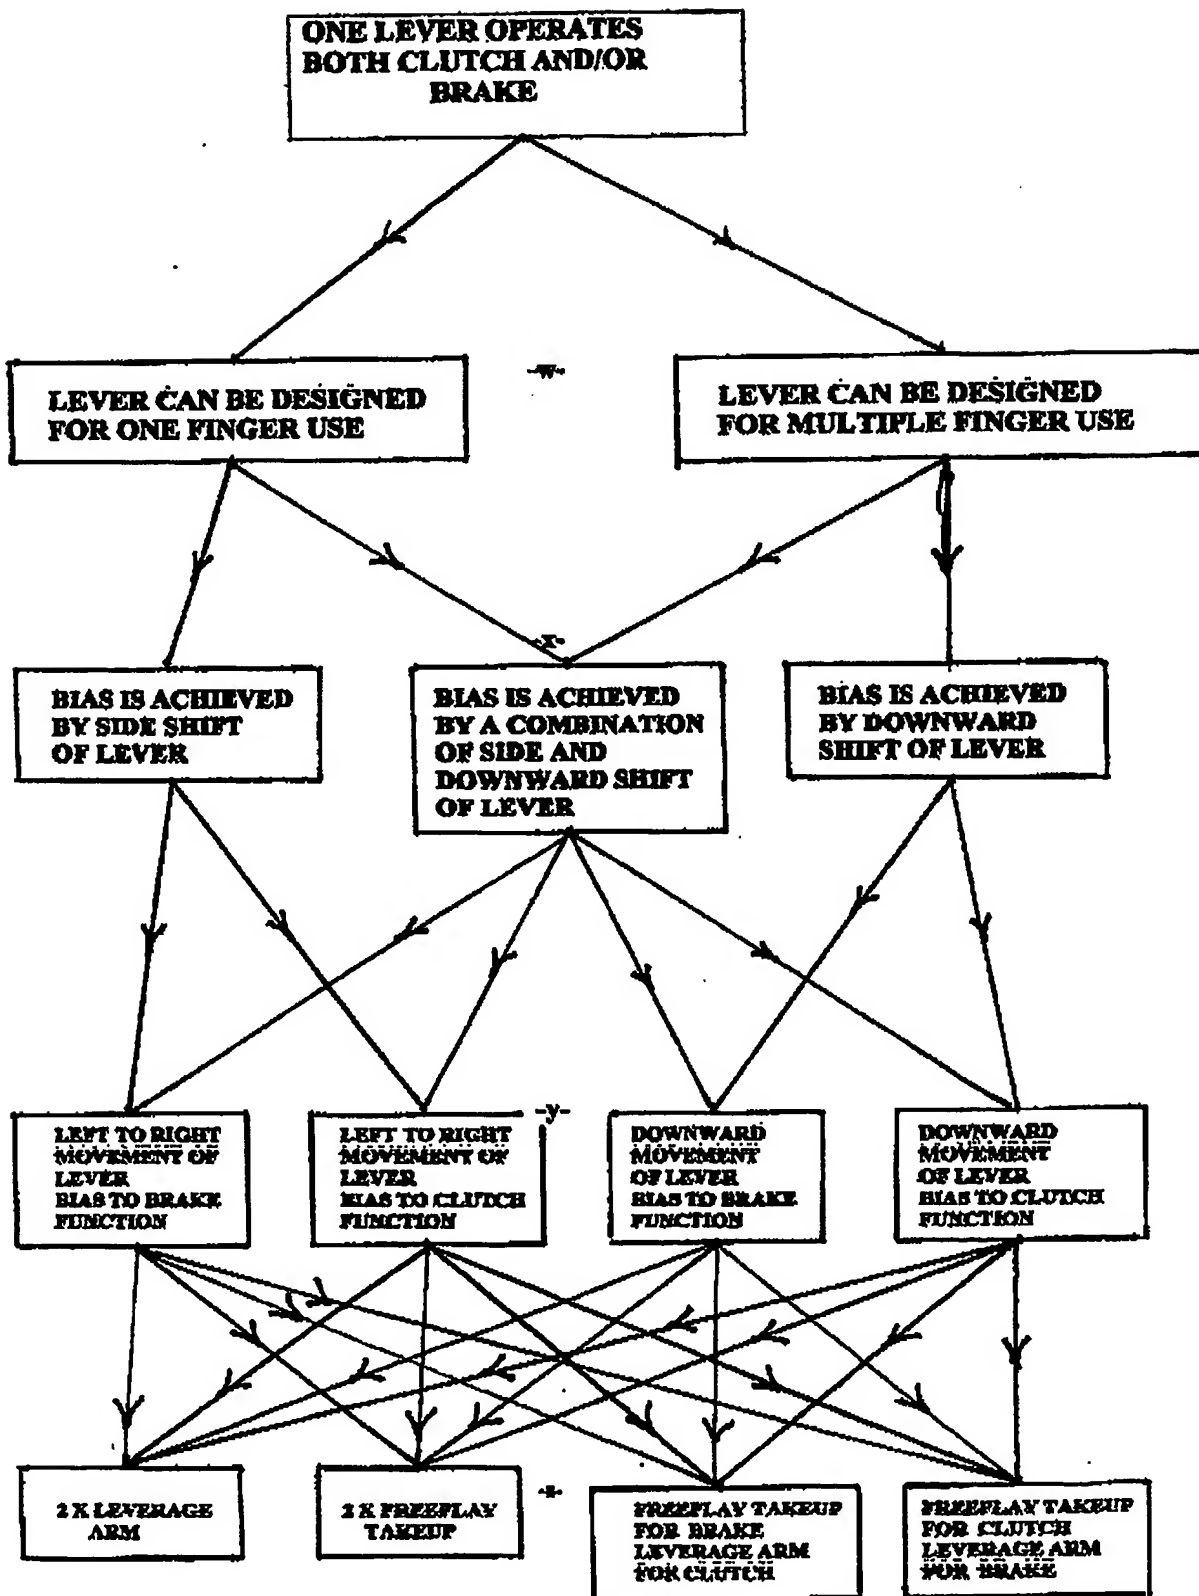 ONE LEVER OPERATES
BOTH CLUTCH AND/OR
BRAKE
LEVER CAN BE DESIGNED
FOR ONE FINGER USE
-w-
LEVER CAN BE DESIGNED
FOR MULTIPLE FINGER USE
-x-
BIAS IS ACHIEVED
BY SIDE SHIFT
OF LEVER
BIAS IS ACHIEVED
BY A COMBINATION
OF SIDE AND
DOWNWARD SHIFT
OF LEVER
BIAS IS ACHIEVED
BY DOWNWARD
SHIFT OF LEVER
LEFT TO RIGHT
MOVEMENT OF
LEVER
BIAS TO BRAKE
FUNCTION
LEFT TO RIGHT
MOVEMENT OF
LEVER
BIAS TO CLUTCH
FUNCTION
-y-
DOWNWARD
MOVEMENT
OF LEVER
BIAS TO BRAKE
FUNCTION
DOWNWARD
MOVEMENT
OF LEVER
BIAS TO CLUTCH
FUNCTION
2 X LEVERAGE
ARM
2 X FREEPLAY
TAKEUP
-z-
FREEPLAY TAKEUP
FOR BRAKE
LEVERAGE ARM
FOR CLUTCH
FREEPLAY TAKEUP
FOR CLUTCH
LEVERAGE ARM
FOR BRAKE